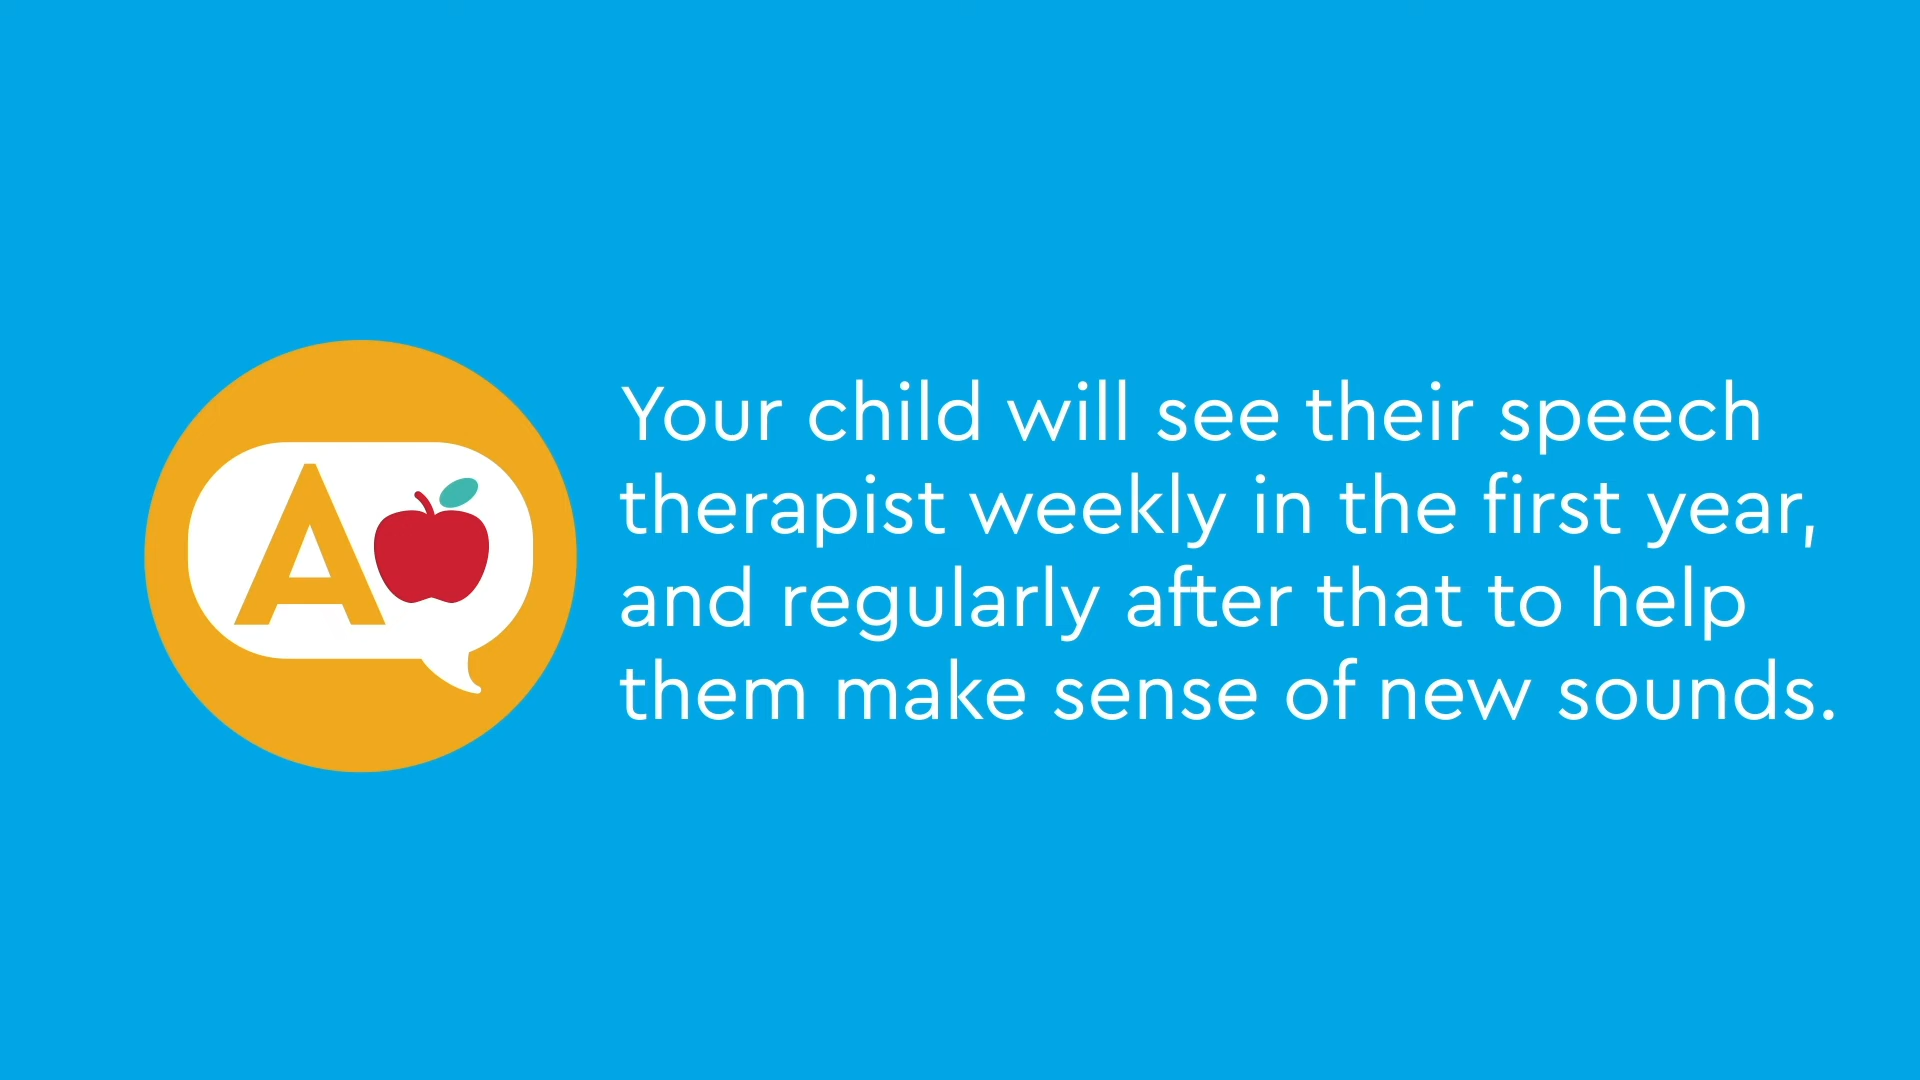 A
Your child will see their speech
therapist weekly in the first year,
and regularly after that to help
them make sense of new sounds.